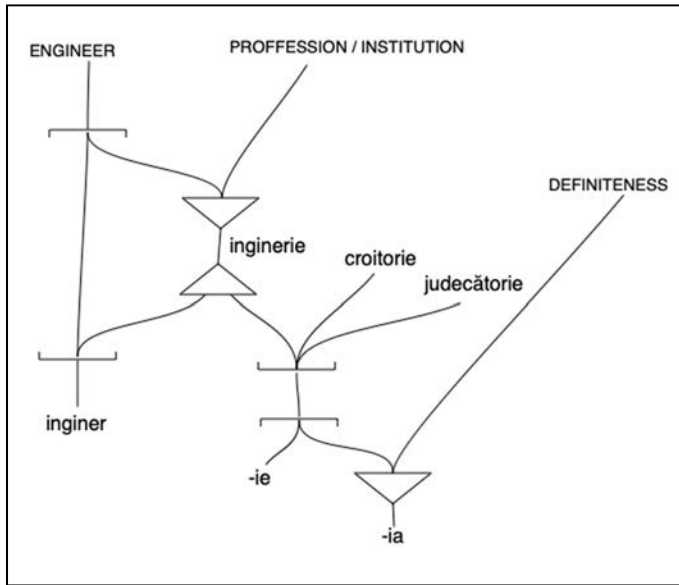 ENGINEER
PROFFESSION / INSTITUTION
DEFINITENESS
inginerie
croitorie
judecătorie
inginer
-ie
-ia